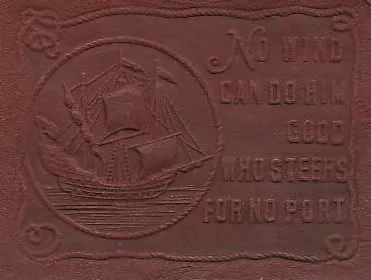 NO WIND
CAN DO HIM
GOOD
WHO STEERS
FOR NO PORT